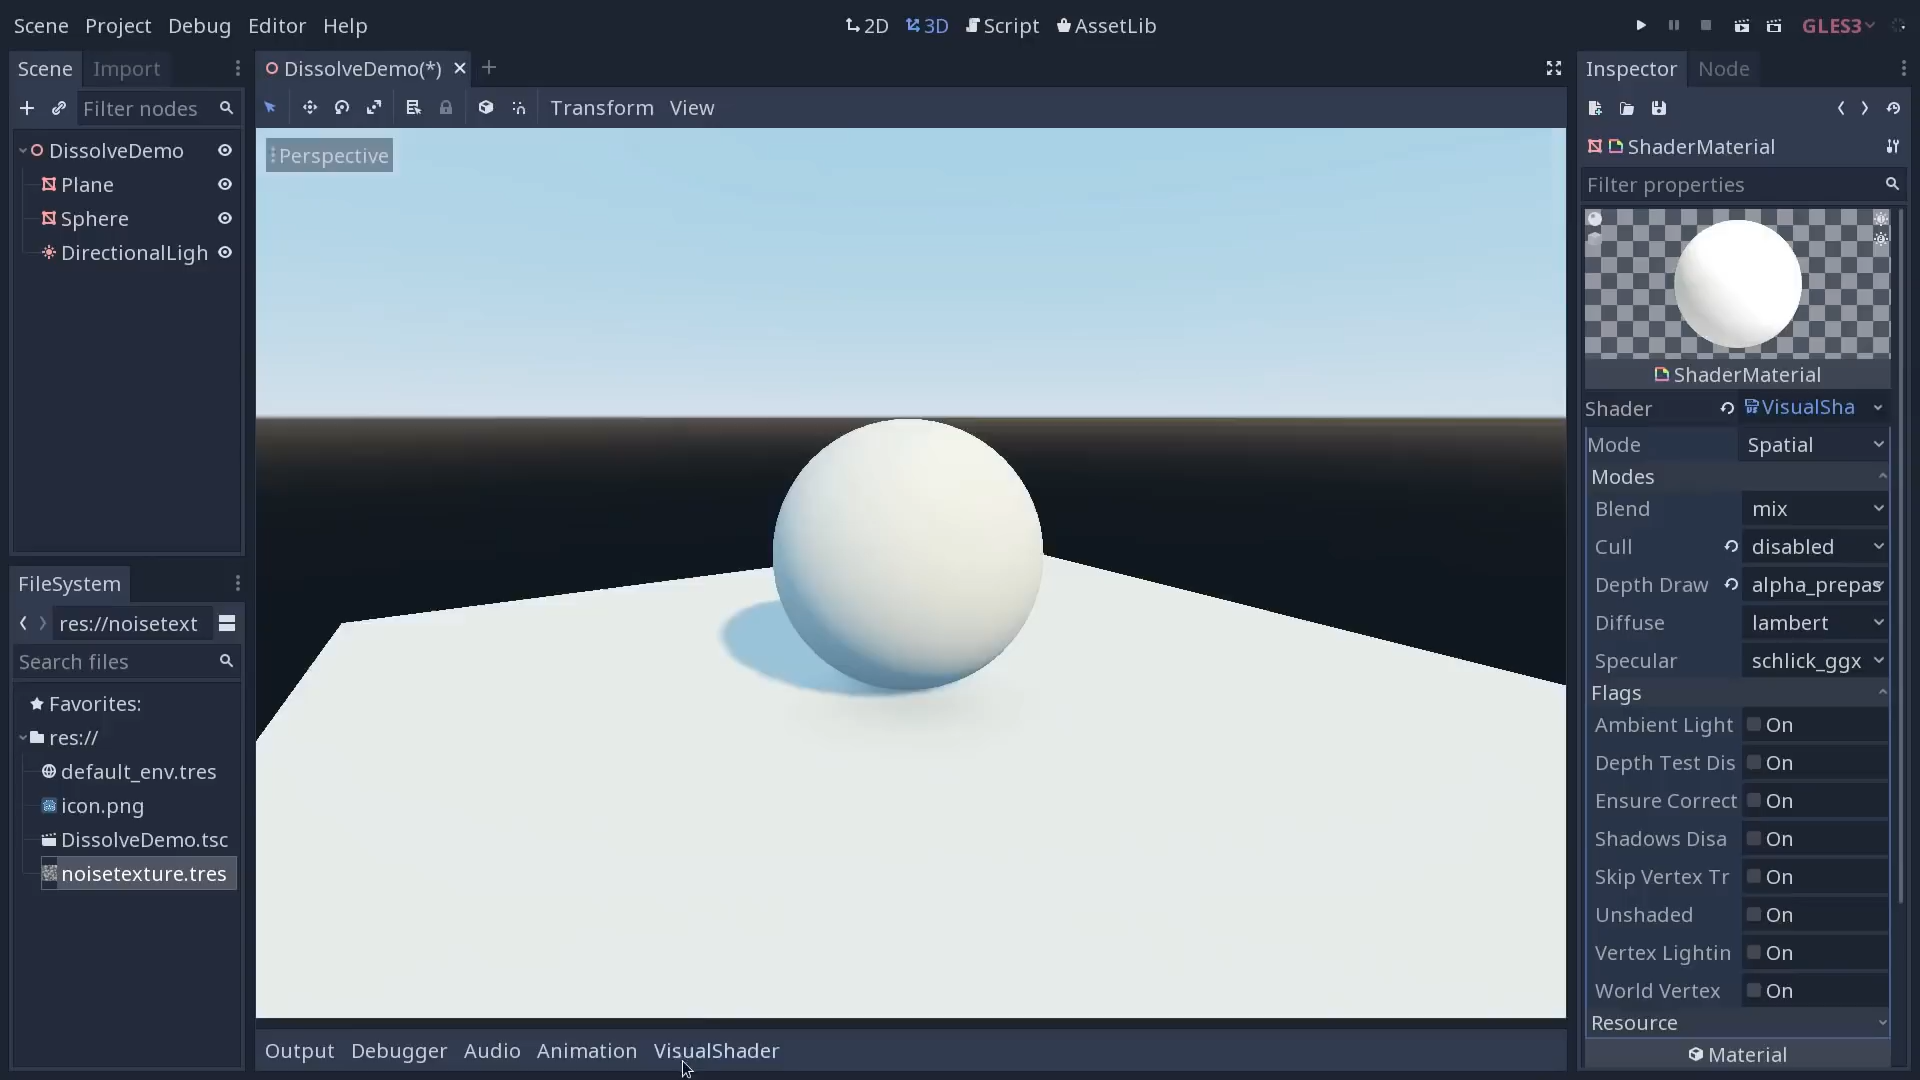 Scene Project Debug Editor Help
2D 3D Script AssetLib
GLES3
Scene Import
Filter nodes
DissolveDemo
Plane
Sphere
DirectionalLigh
FileSystem
res://noisetext
Search files
Favorites:
res://
default_env.tres
icon.png
DissolveDemo.tsc
noisetexture.tres
DissolveDemo(*)
Transform View
Perspective
Output Debugger Audio Animation VisualShader
Inspector Node
ShaderMaterial
Filter properties
ShaderMaterial
Shader VisualSha
Mode Spatial
Modes
Blend mix
Cull disabled
Depth Draw alpha_prepas
Diffuse lambert
Specular schlick_ggx
Flags
Ambient Light On
Depth Test Dis On
Ensure Correct On
Shadows Disa On
Skip Vertex Tr On
Unshaded On
Vertex Lightin On
World Vertex On
Resource
Material